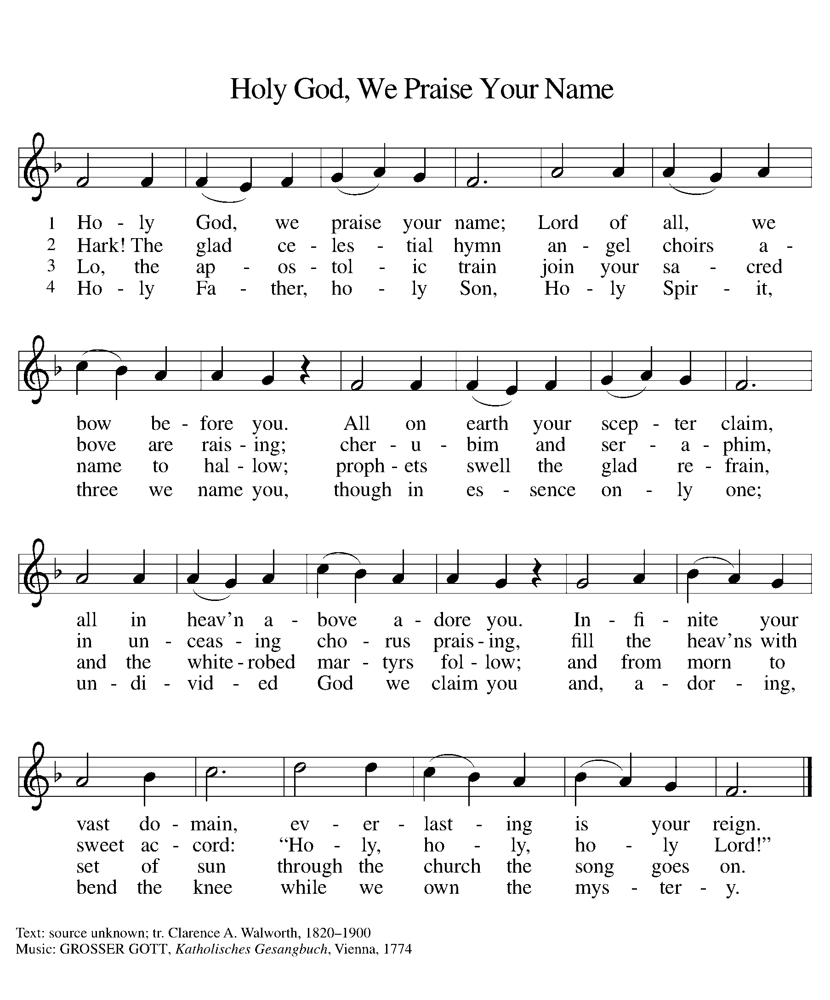 Holy God, We Praise Your Name
1 Ho - ly God, we praise your name; Lord of all, we
2 Hark! The glad ce - les - tial hymn an - gel choirs a -
3 Lo, the ap - os - tol - ic train join your sa - cred
4 Ho - ly Fa - ther, ho - ly Son, Ho - ly Spir - it,
bow be - fore you. All on earth your scep - ter claim,
bove are rais - ing; cher - u - bim and ser - a - phim,
name to hal - low; proph - ets swell the glad re - frain,
three we name you, though in es - sence on - ly one;
all in heav’n a - bove a - dore you. In - fi - nite your
in un - ceas - ing cho - rus prais - ing, fill the heav’ns with
and the white - robed mar - tyrs fol - low; and from morn to
un - di - vid - ed God we claim you and, a - dor - ing,
vast do - main, ev - er - last - ing is your reign.
sweet ac - cord: “Ho - ly, ho - ly, ho - ly Lord!”
set of sun through the church the song goes on.
bend the knee while we own the mys - ter - y.
Text: source unknown; tr. Clarence A. Walworth, 1820–1900
Music: GROSSER GOTT, Katholisches Gesangbuch, Vienna, 1774